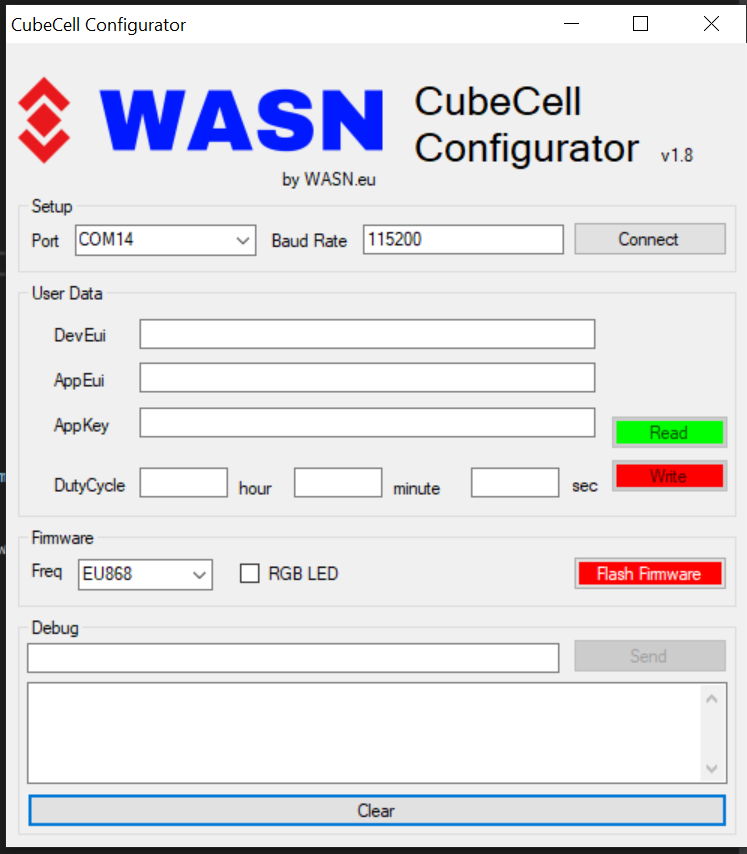 CubeCell Configurator
WASN
CubeCell
Configurator v1.8
by WASN.eu
Setup
Port COM14 Baud Rate 115200 Connect
User Data
DevEui
AppEui
AppKey
Read
DutyCycle hour minute sec Write
Firmware
Freq EU868 RGB LED Flash Firmware
Debug
Send
Clear